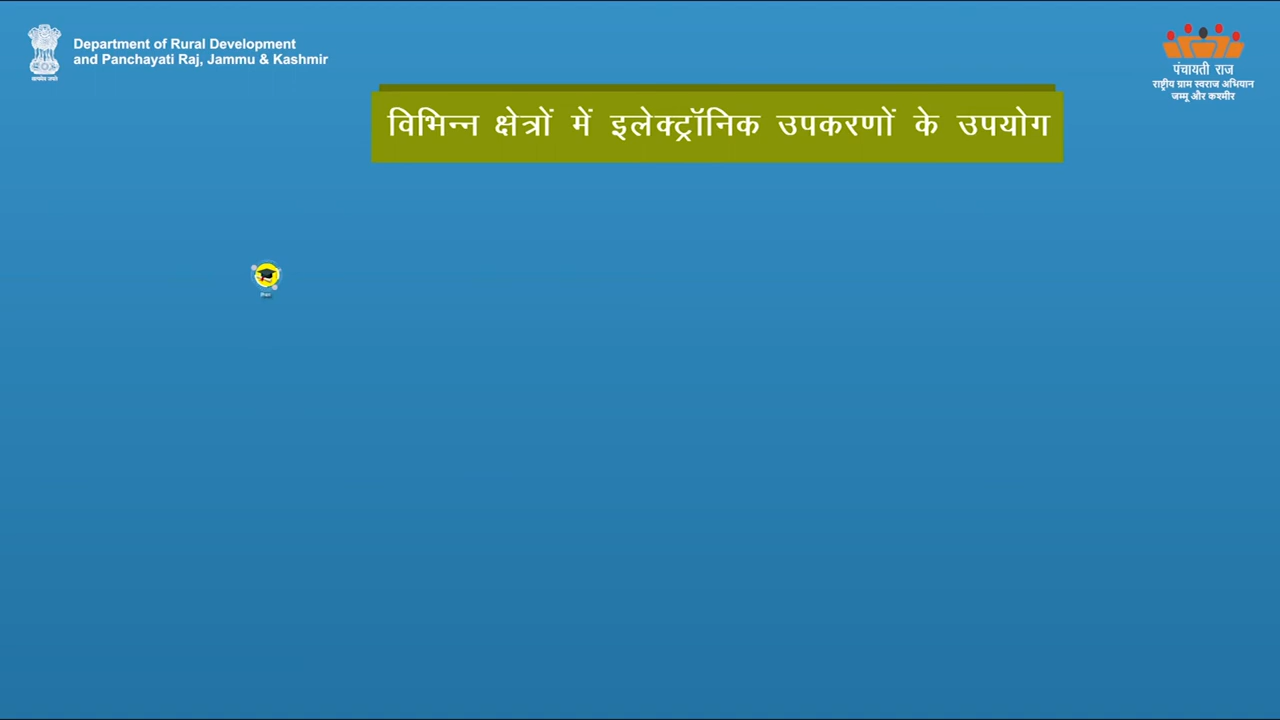 Department of Rural Development
and Panchayati Raj, Jammu & Kashmir
पंचायती राज
राष्ट्रीय ग्राम स्वराज अभियान
जम्मू और कश्मीर
विभिन्न क्षेत्रों में इलेक्ट्रॉनिक उपकरणों के उपयोग